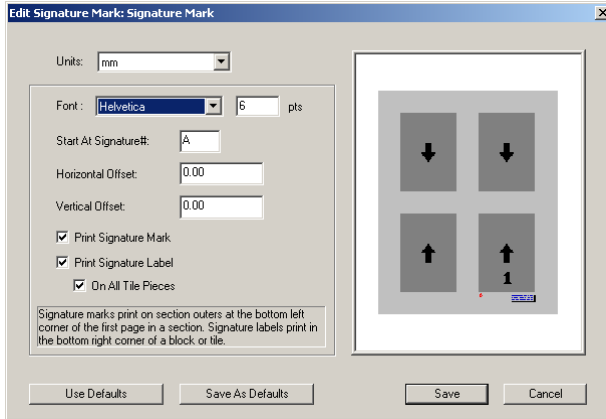 Edit Signature Mark: Signature Mark
Units: mm
Font : Helvetica 6 pts
Start At Signature#: A
Horizontal Offset: 0.00
Vertical Offset: 0.00
Print Signature Mark
Print Signature Label
On All Tile Pieces
1
Signature marks print on section outers at the bottom left
corner of the first page in a section. Signature labels print in
the bottom right corner of a block or tile.
Use Defaults Save As Defaults Save Cancel